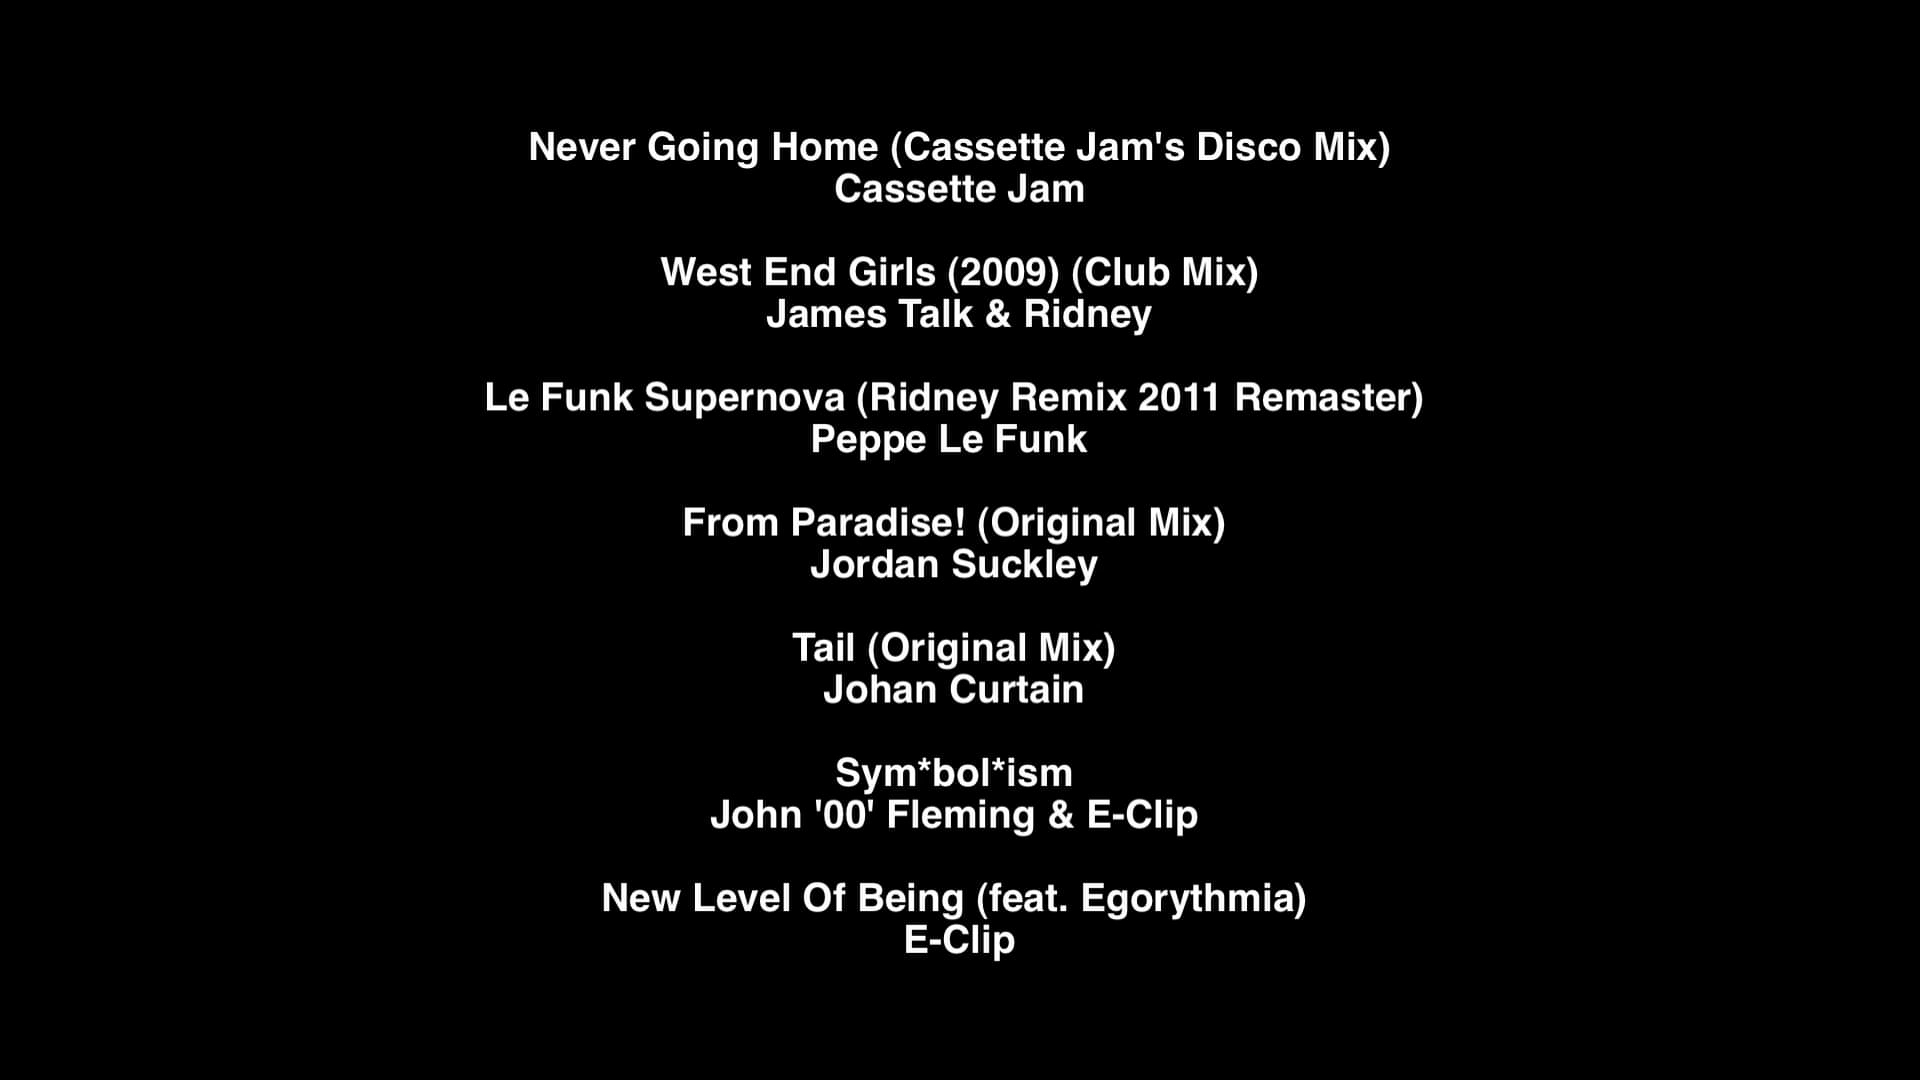 Never Going Home (Cassette Jam's Disco Mix)
Cassette Jam
West End Girls (2009) (Club Mix)
James Talk & Ridney
Le Funk Supernova (Ridney Remix 2011 Remaster)
Peppe Le Funk
From Paradise! (Original Mix)
Jordan Suckley
Tail (Original Mix)
Johan Curtain
Sym*bol*ism
John '00' Fleming & E-Clip
New Level Of Being (feat. Egorythmia)
E-Clip